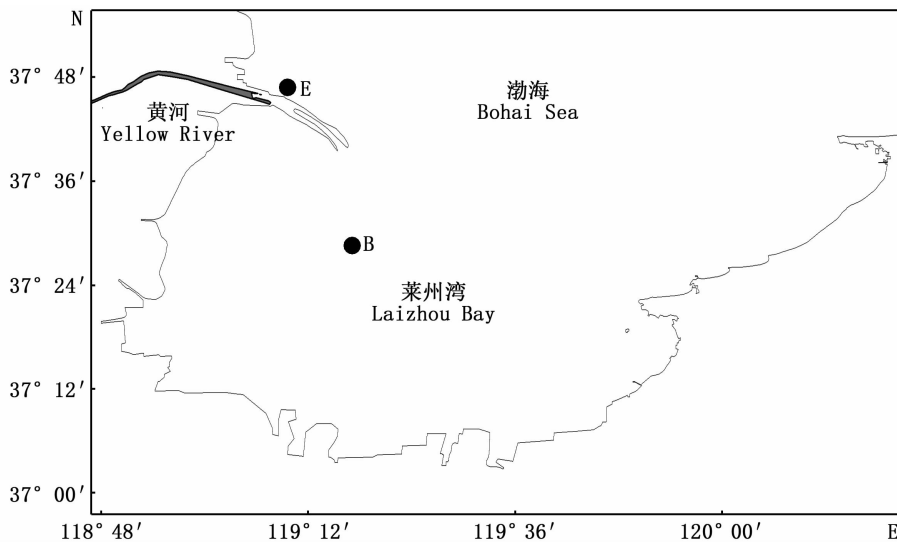 N
37° 48′
E
渤海
Bohai Sea
黄河
Yellow River
37° 36′
B
37° 24′
莱州湾
Laizhou Bay
37° 12′
37° 00′
118° 48′
119° 12′
119° 36′
120° 00′
E